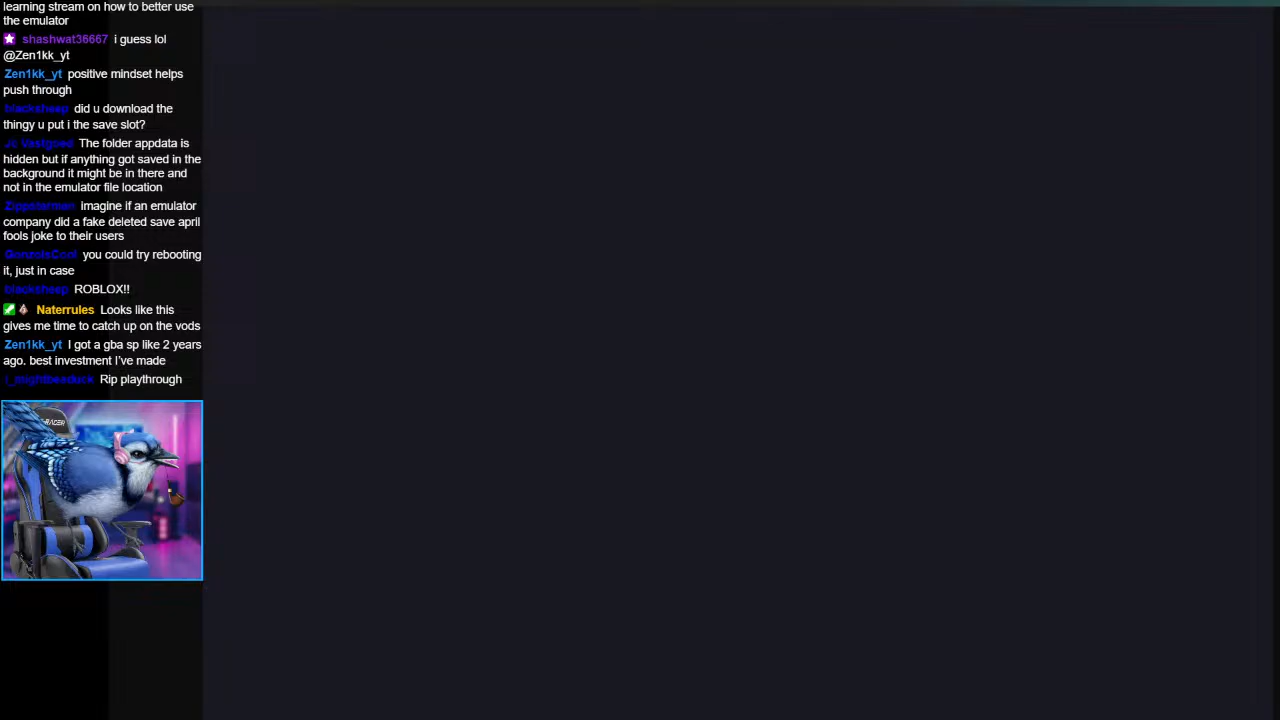 learning stream on how to better use
the emulator
shashwat36667 i guess lol
@Zen1kk_yt
Zen1kk_yt positive mindset helps
push through
blacksheep did u download the
thingy u put i the save slot?
The folder appdata is
hidden but if anything got saved in the
background it might be in there and
not in the emulator file location
imagine if an emulator
company did a fake deleted save april
fools joke to their users
GonzoIsCool you could try rebooting
it, just in case
blacksheep ROBLOX!!
Naterrules Looks like this
gives me time to catch up on the vods
Zen1kk_yt I got a gba sp like 2 years
ago. best investment I've made
i_mightbeaduck Rip playthrough